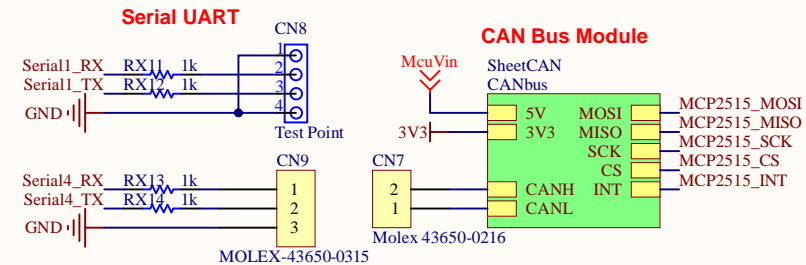 Serial UART
CN8
Serial1_RX RX11 1k 1
Serial1_TX RX12 1k 2
3
GND 4
Test Point
CN9
Serial4_RX RX13 1k 1
Serial4_TX RX14 1k 2
GND 3
MOLEX-43650-0315
CAN Bus Module
McuVin SheetCAN
CANbus
5V MOSI MCP2515_MOSI
3V3 3V3 MISO MCP2515_MISO
SCK MCP2515_SCK
CS MCP2515_CS
CANH INT MCP2515_INT
CANL
CN7
2
1
Molex 43650-0216